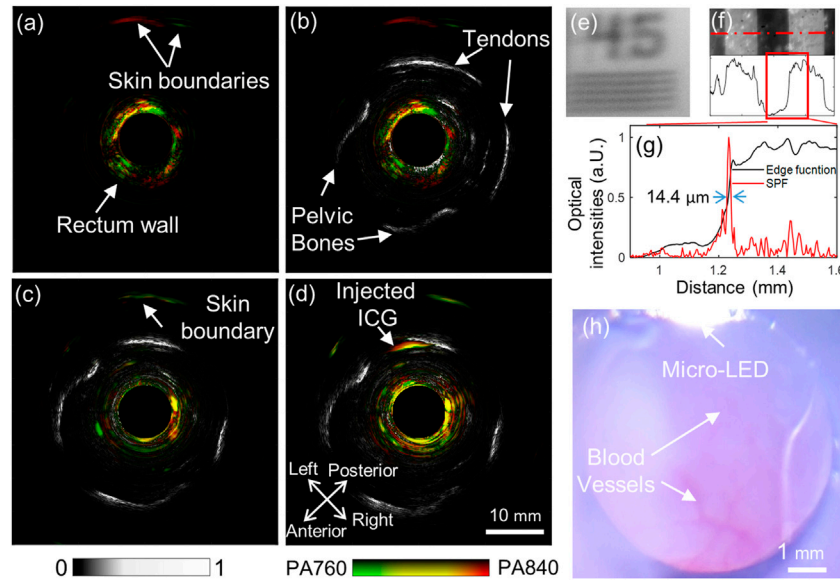 (a)
Skin boundaries
Rectum wall
(b)
Tendons
Pelvic
Bones
(c)
Skin
boundary
(d)
Injected
ICG
Left Posterior
Anterior Right
10 mm
0 1
PA760 PA840
(e)
45
(f)
(g)
1
0.5
0
Optical
intensities (a.U.)
14.4 μm
Edge fucntion
SPF
1 1.2 1.4 1.6
Distance (mm)
(h)
Micro-LED
Blood
Vessels
1 mm